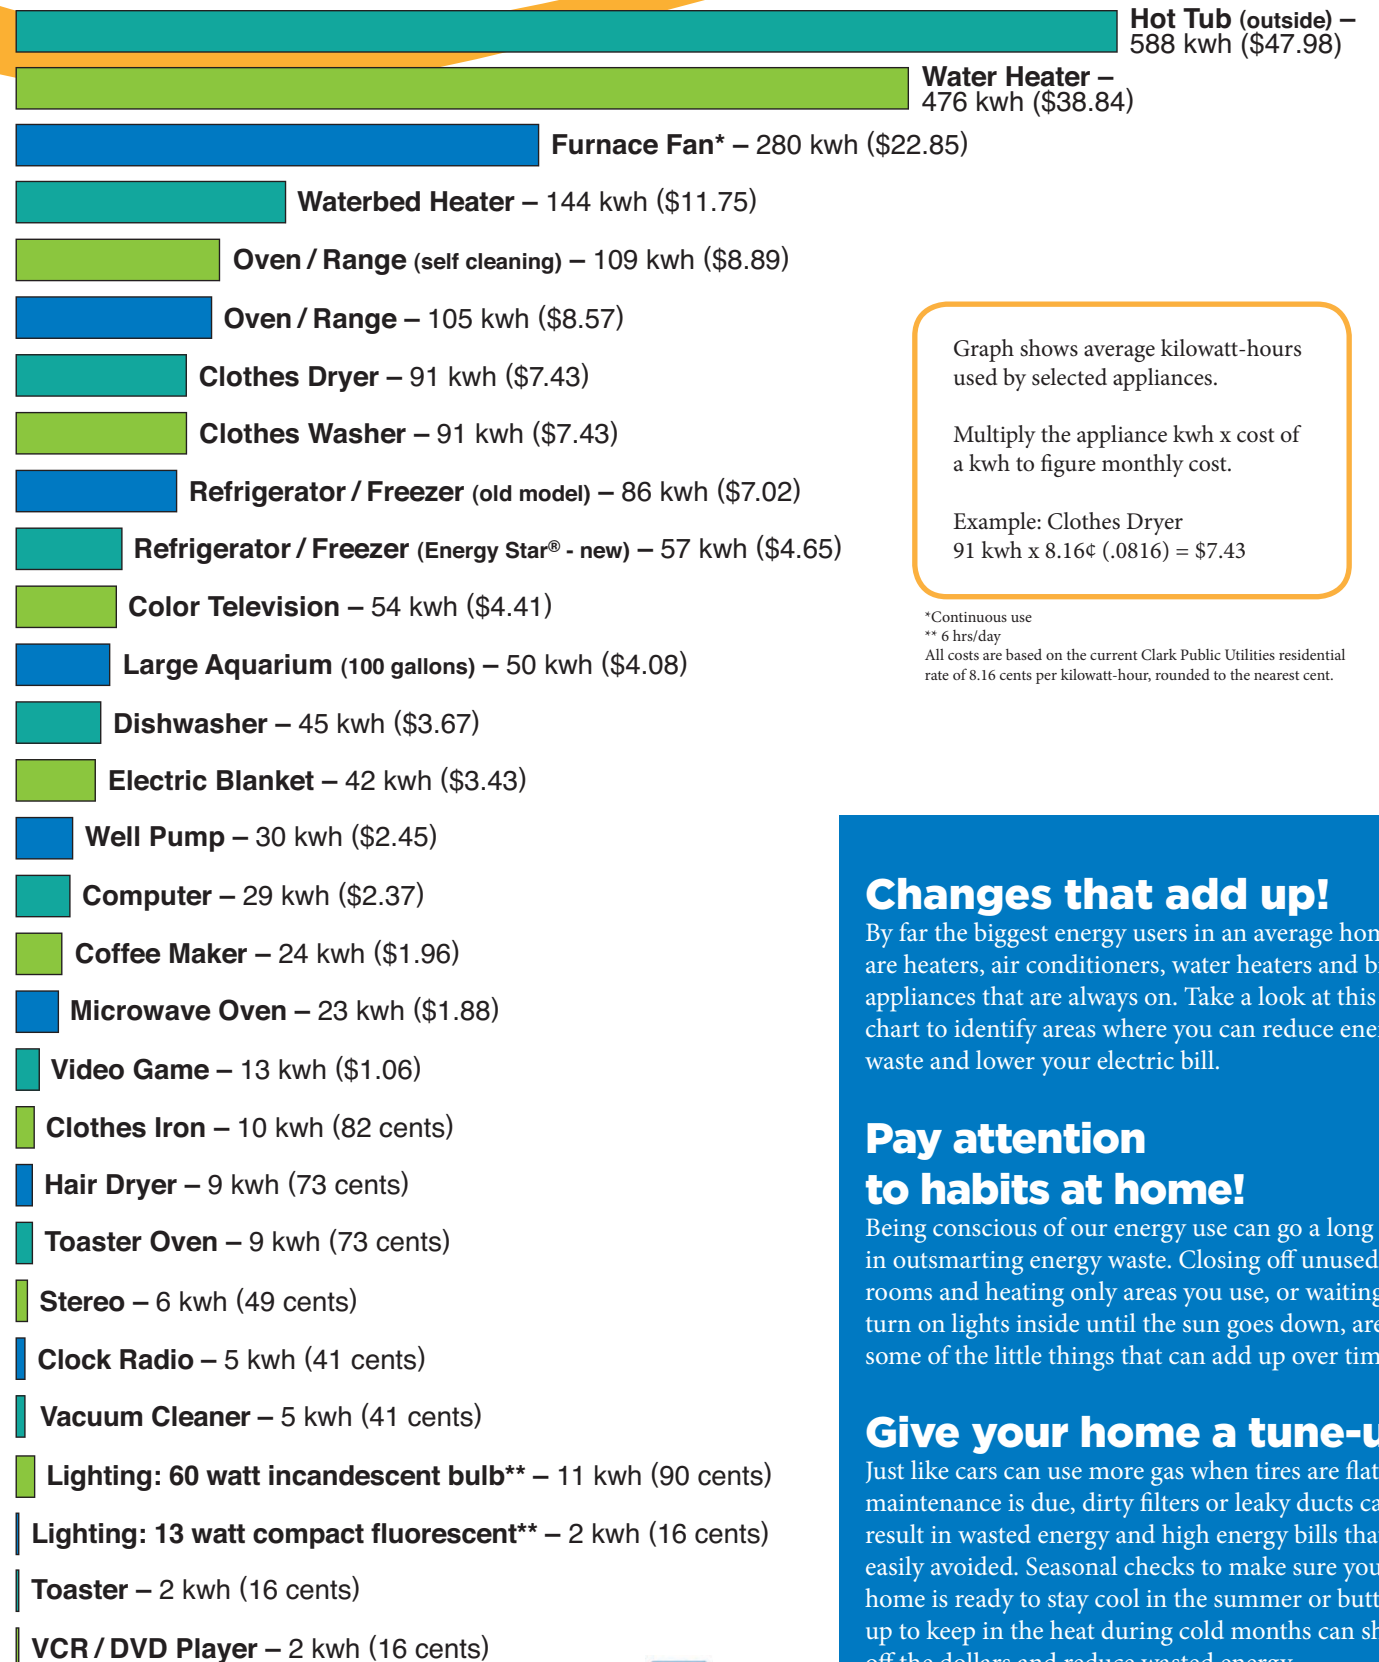 Hot Tub (outside) –
588 kwh ($47.98)
Water Heater –
476 kwh ($38.84)
Furnace Fan* – 280 kwh ($22.85)
Waterbed Heater – 144 kwh ($11.75)
Oven / Range (self cleaning) – 109 kwh ($8.89)
Oven / Range – 105 kwh ($8.57)
Clothes Dryer – 91 kwh ($7.43)
Clothes Washer – 91 kwh ($7.43)
Refrigerator / Freezer (old model) – 86 kwh ($7.02)
Refrigerator / Freezer (Energy Star® - new) – 57 kwh ($4.65)
Color Television – 54 kwh ($4.41)
Large Aquarium (100 gallons) – 50 kwh ($4.08)
Dishwasher – 45 kwh ($3.67)
Electric Blanket – 42 kwh ($3.43)
Well Pump – 30 kwh ($2.45)
Computer – 29 kwh ($2.37)
Coffee Maker – 24 kwh ($1.96)
Microwave Oven – 23 kwh ($1.88)
Video Game – 13 kwh ($1.06)
Clothes Iron – 10 kwh (82 cents)
Hair Dryer – 9 kwh (73 cents)
Toaster Oven – 9 kwh (73 cents)
Stereo – 6 kwh (49 cents)
Clock Radio – 5 kwh (41 cents)
Vacuum Cleaner – 5 kwh (41 cents)
Lighting: 60 watt incandescent bulb** – 11 kwh (90 cents)
Lighting: 13 watt compact fluorescent** – 2 kwh (16 cents)
Toaster – 2 kwh (16 cents)
VCR / DVD Player – 2 kwh (16 cents)
Graph shows average kilowatt-hours
used by selected appliances.
Multiply the appliance kwh x cost of
a kwh to figure monthly cost.
Example: Clothes Dryer
91 kwh x 8.16¢ (.0816) = $7.43
*Continuous use
** 6 hrs/day
All costs are based on the current Clark Public Utilities residential
rate of 8.16 cents per kilowatt-hour, rounded to the nearest cent.
Changes that add up!
By far the biggest energy users in an average
are heaters, air conditioners, water heaters and
appliances that are always on. Take a look at this
chart to identify areas where you can reduce
waste and lower your electric bill.
Pay attention
to habits at home!
Being conscious of our energy use can go a long
in outsmarting energy waste. Closing off unused
rooms and heating only areas you use, or waiting
turn on lights inside until the sun goes down, are
some of the little things that can add up over
Give your home a
Just like cars can use more gas when tires are flat
maintenance is due, dirty filters or leaky ducts
result in wasted energy and high energy bills
easily avoided. Seasonal checks to make sure
home is ready to stay cool in the summer or
up to keep in the heat during cold months can
off the dollars and reduce wasted energy.